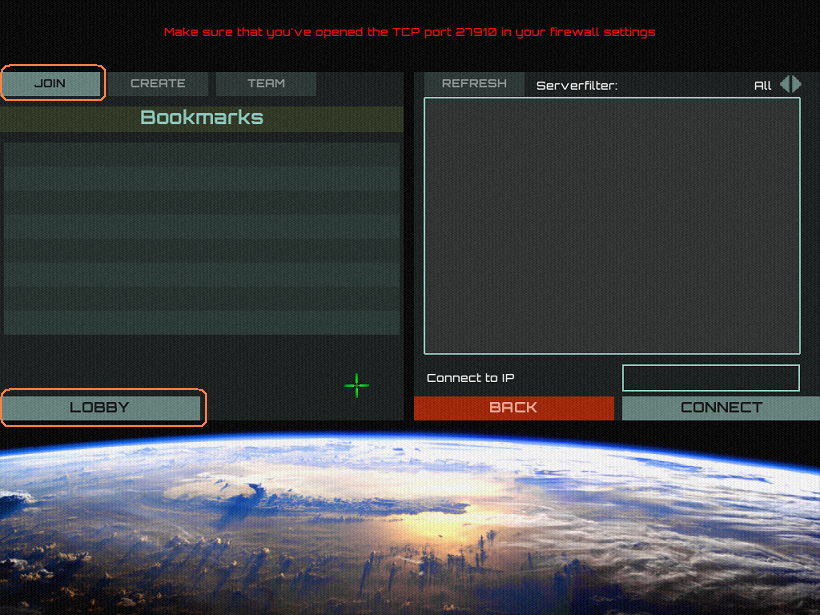 Make sure that you've opened the TCP port 27910 in your firewall settings
JOIN CREATE TEAM
REFRESH Serverfilter: All
Bookmarks
Connect to IP
LOBBY
BACK CONNECT